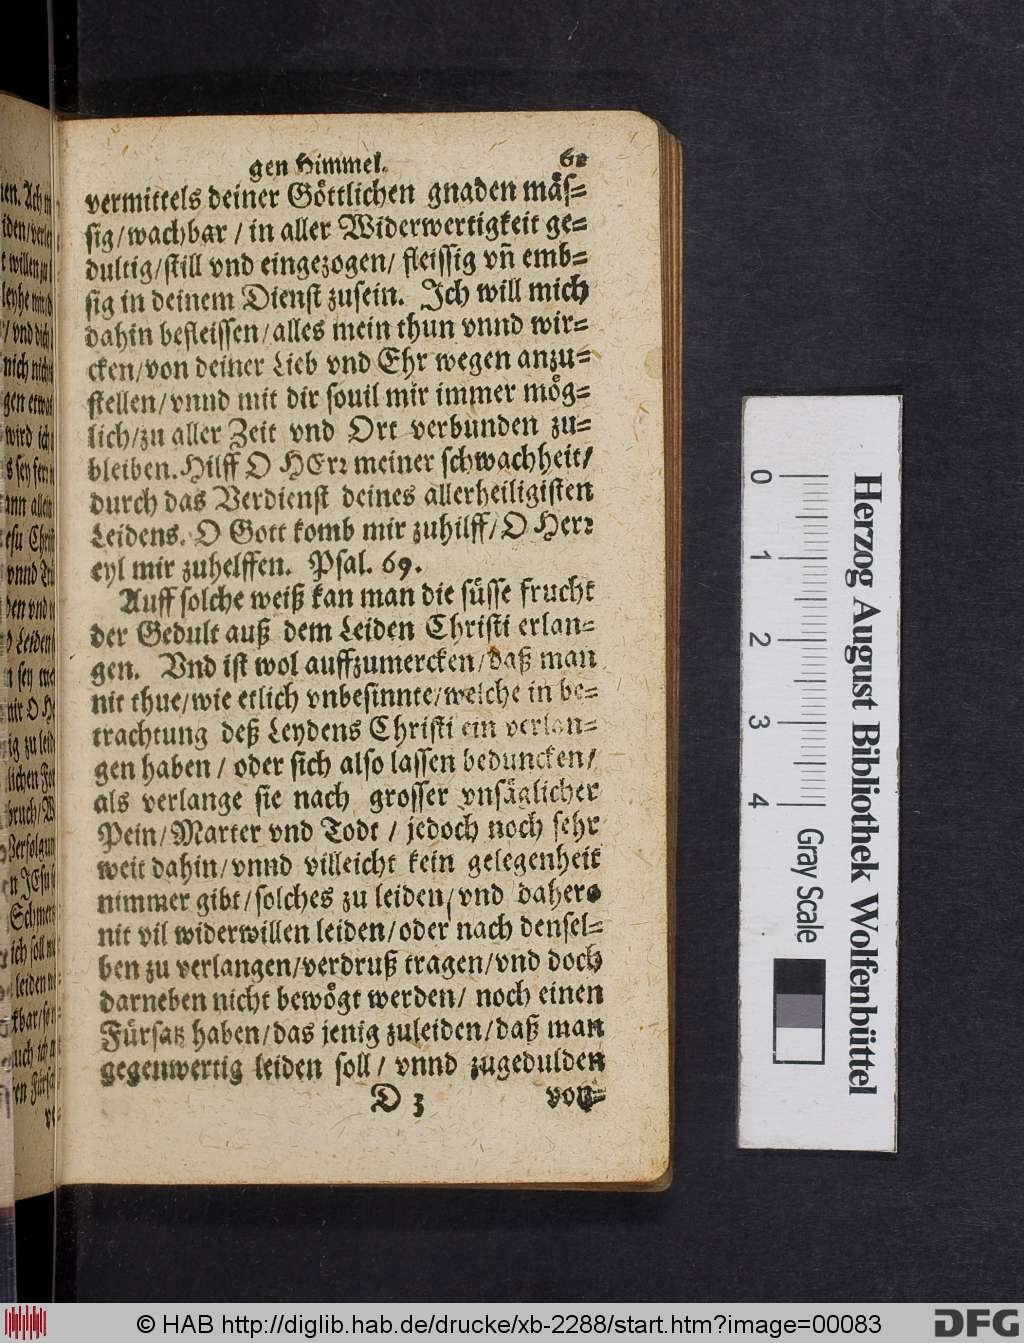 gen Himmel. 61
vermittels deiner Göttlichen gnaden mäs=
sig/wachbar / in aller Widerwertigkeit ge=
dultig/still vnd eingezogen/ fleissig vn̄ emb=
sig in deinem Dienst zusein. Ich will mich
dahin befleissen/alles mein thun vnnd wir=
cken/von deiner Lieb vnd Ehr wegen anzu=
stellen/vnnd mit dir souil mir immer mög=
lich/zu aller Zeit vnd Ort verbunden zu=
bleiben. Hilff O HErr meiner schwachheit/
durch das Verdienst deines allerheiligisten
Leidens. O Gott komb mir zuhilff/O Herr
eyl mir zuhelffen. Psal. 69.
Auff solche weiß kan man die süsse frucht
der Gedult auß dem Leiden Christi erlan=
gen. Vnd ist wol auffzumercken/daß man
nit thue/wie etlich vnbesinnte/welche in be=
trachtung deß Leydens Christi ein verlan=
gen haben / oder sich also lassen beduncken/
als verlange sie nach grosser vnsäglicher
Pein/Marter vnd Todt / jedoch noch sehr
weit dahin/vnnd villeicht kein gelegenheit
nimmer gibt/solches zu leiden/vnd dahero
nit vil widerwillen leiden/oder nach densel=
ben zu verlangen/verdruß tragen/vnd doch
darneben nicht bewögt werden/ noch einen
Fürsatz haben/das jenig zuleiden/daß man
gegenwertig leiden soll / vnnd zugedulden
D 3 von=
Herzog August Bibliothek Wolfenbüttel
0 1 2 3 4 Gray Scale
© HAB http://diglib.hab.de/drucke/xb-2288/start.htm?image=00083
DFG